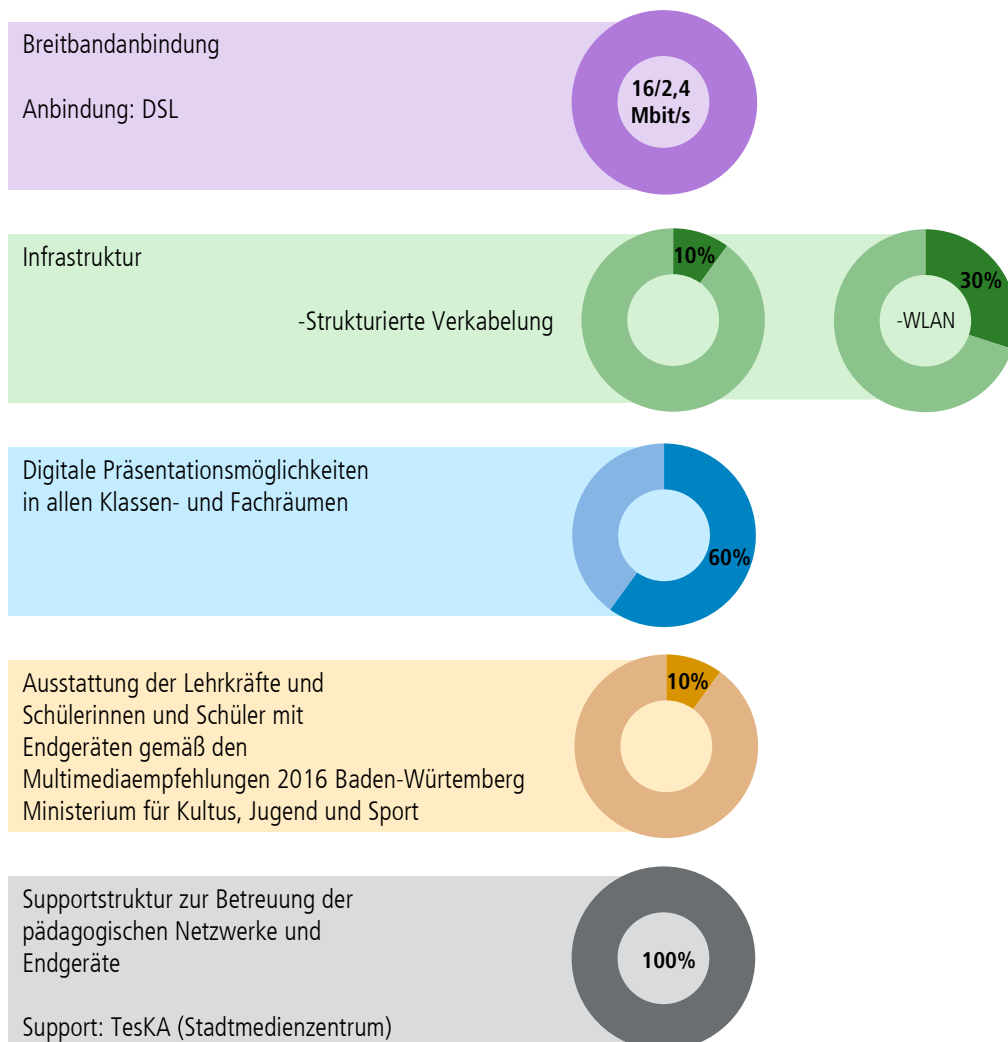 Breitbandanbindung
Anbindung: DSL
16/2,4
Mbit/s
Infrastruktur
-Strukturierte Verkabelung
10%
30%
-WLAN
Digitale Präsentationsmöglichkeiten
in allen Klassen- und Fachräumen
60%
Ausstattung der Lehrkräfte und
Schülerinnen und Schüler mit
Endgeräten gemäß den
Multimediaempfehlungen 2016 Baden-Würtemberg
Ministerium für Kultus, Jugend und Sport
10%
Supportstruktur zur Betreuung der
pädagogischen Netzwerke und
Endgeräte
Support: TesKA (Stadtmedienzentrum)
100%